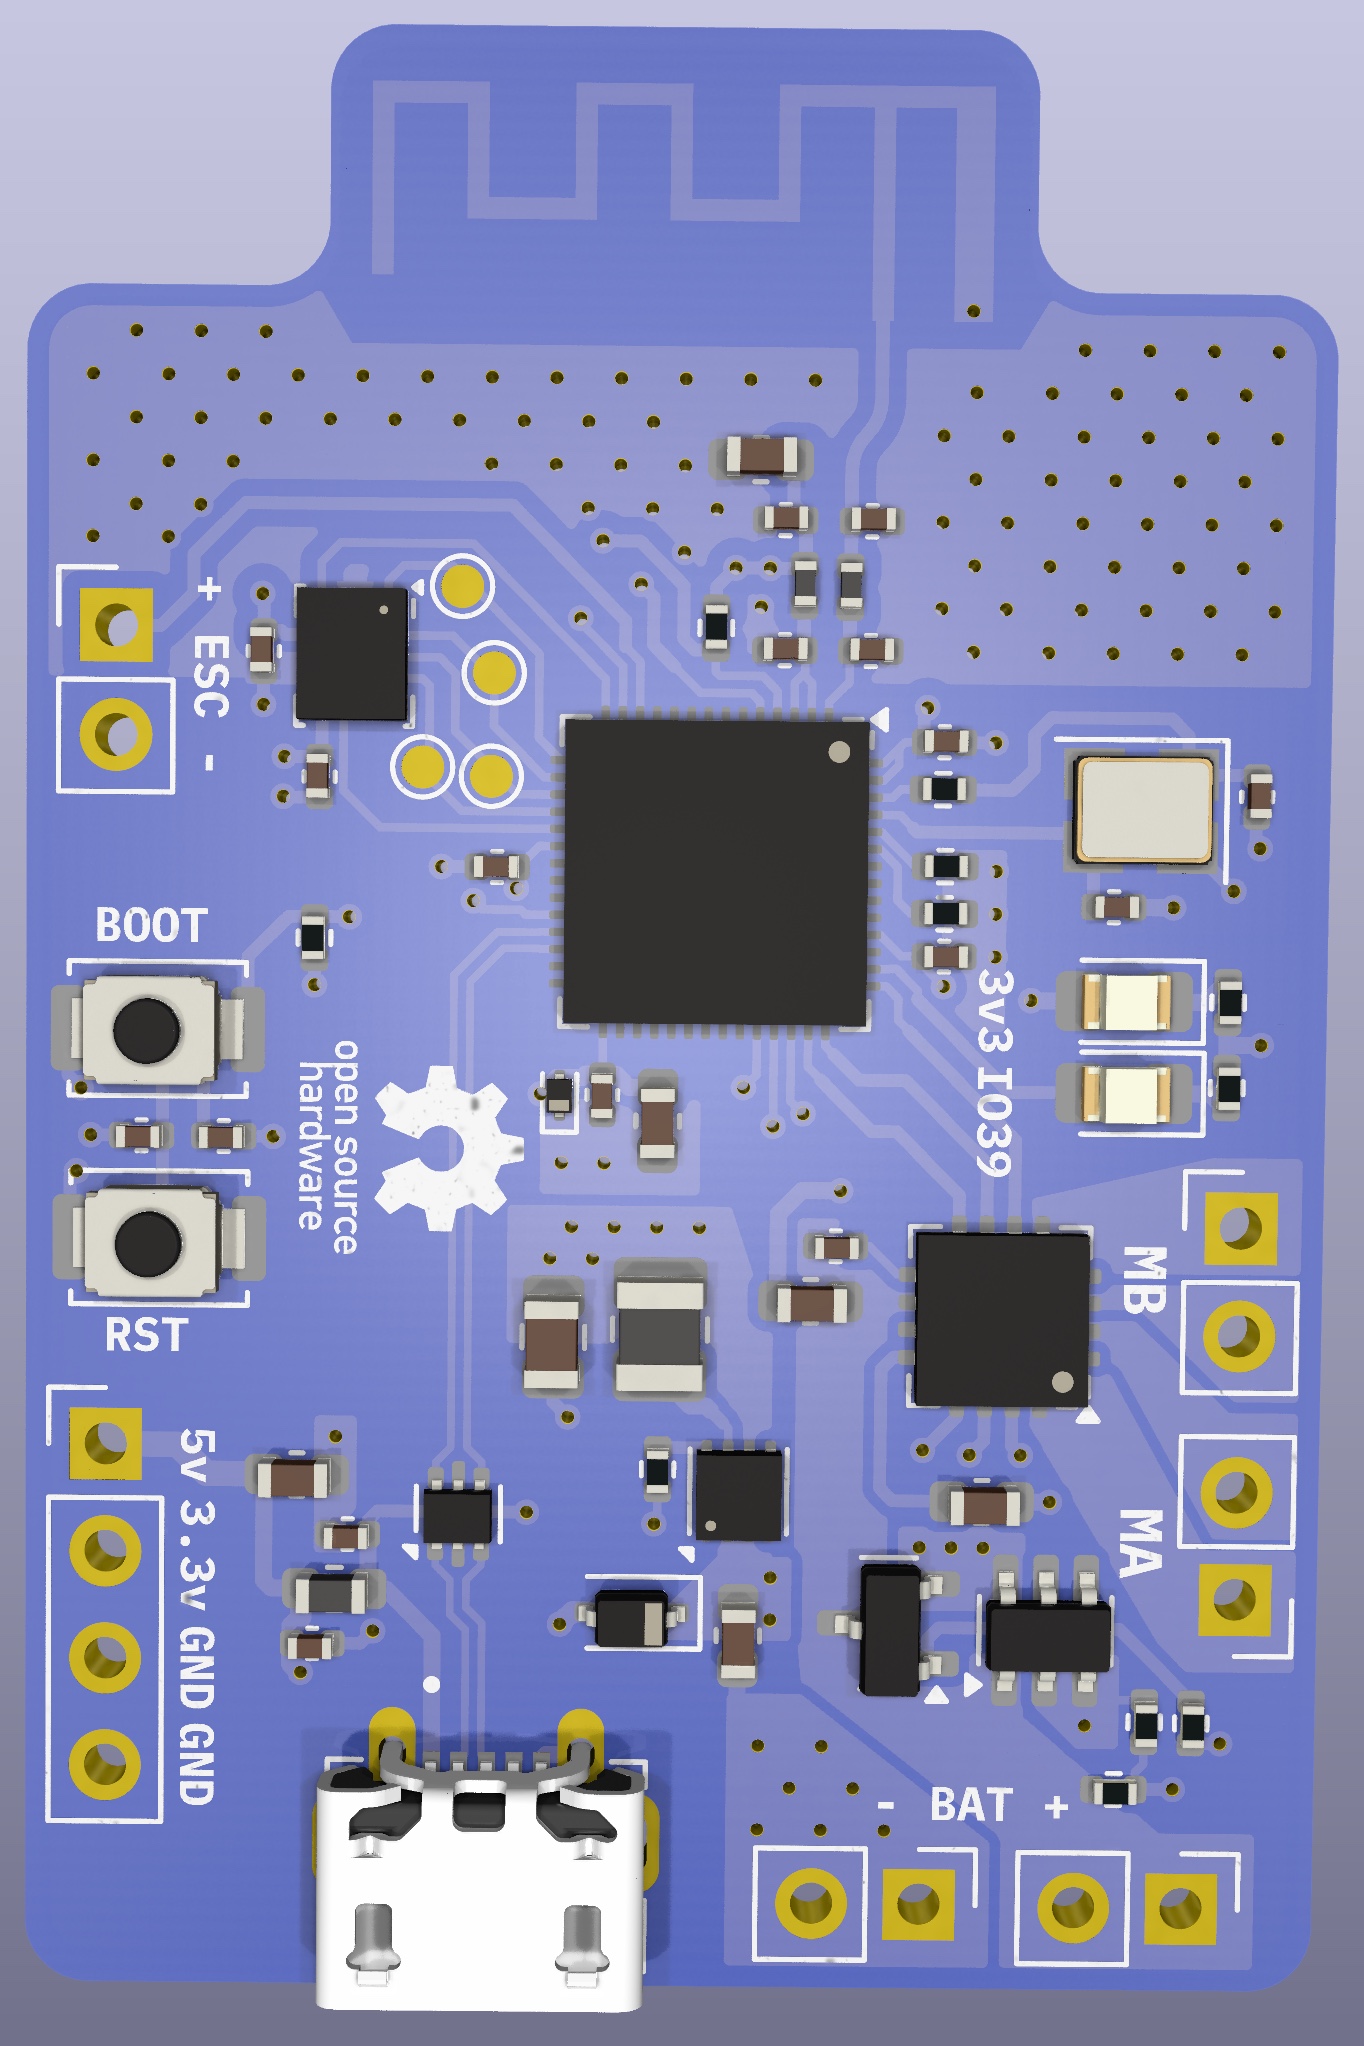 + ESC -
BOOT
3v3 IO39
open source
hardware
MB
RST
5v 3.3v GND GND
MA
- BAT +